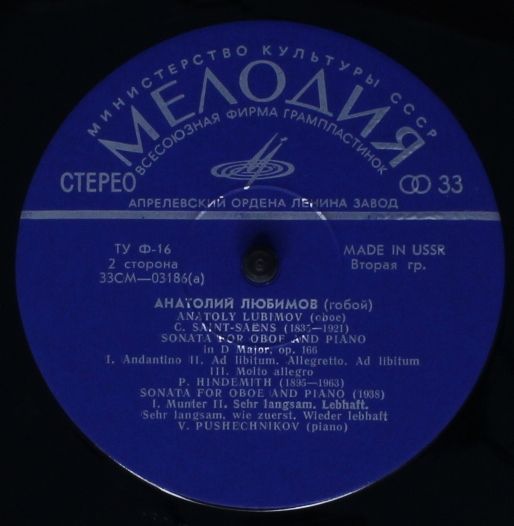 МИНИСТЕРСТВО КУЛЬТУРЫ СССР
МЕЛОДИЯ
ВСЕСОЮЗНАЯ ФИРМА ГРАМПЛАСТИНОК
СТЕРЕО
33
АПРЕЛЕВСКИЙ ОРДЕНА ЛЕНИНА ЗАВОД
ТУ Ф-16
MADE IN USSR
2 сторона
Вторая гр.
33СМ—03186(а)
АНАТОЛИЙ ЛЮБИМОВ (гобой)
ANATOLY LUBIMOV (oboe)
C. SAINT-SAËNS (1835—1921)
SONATA FOR OBOE AND PIANO
in D Major, op. 166
I. Andantino II. Ad libitum. Allegretto. Ad libitum
III. Molto allegro
P. HINDEMITH (1895—1963)
SONATA FOR OBOE AND PIANO (1938)
I. Munter II. Sehr langsam. Lebhaft.
Sehr langsam, wie zuerst. Wieder lebhaft
V. PUSHECHNIKOV (piano)